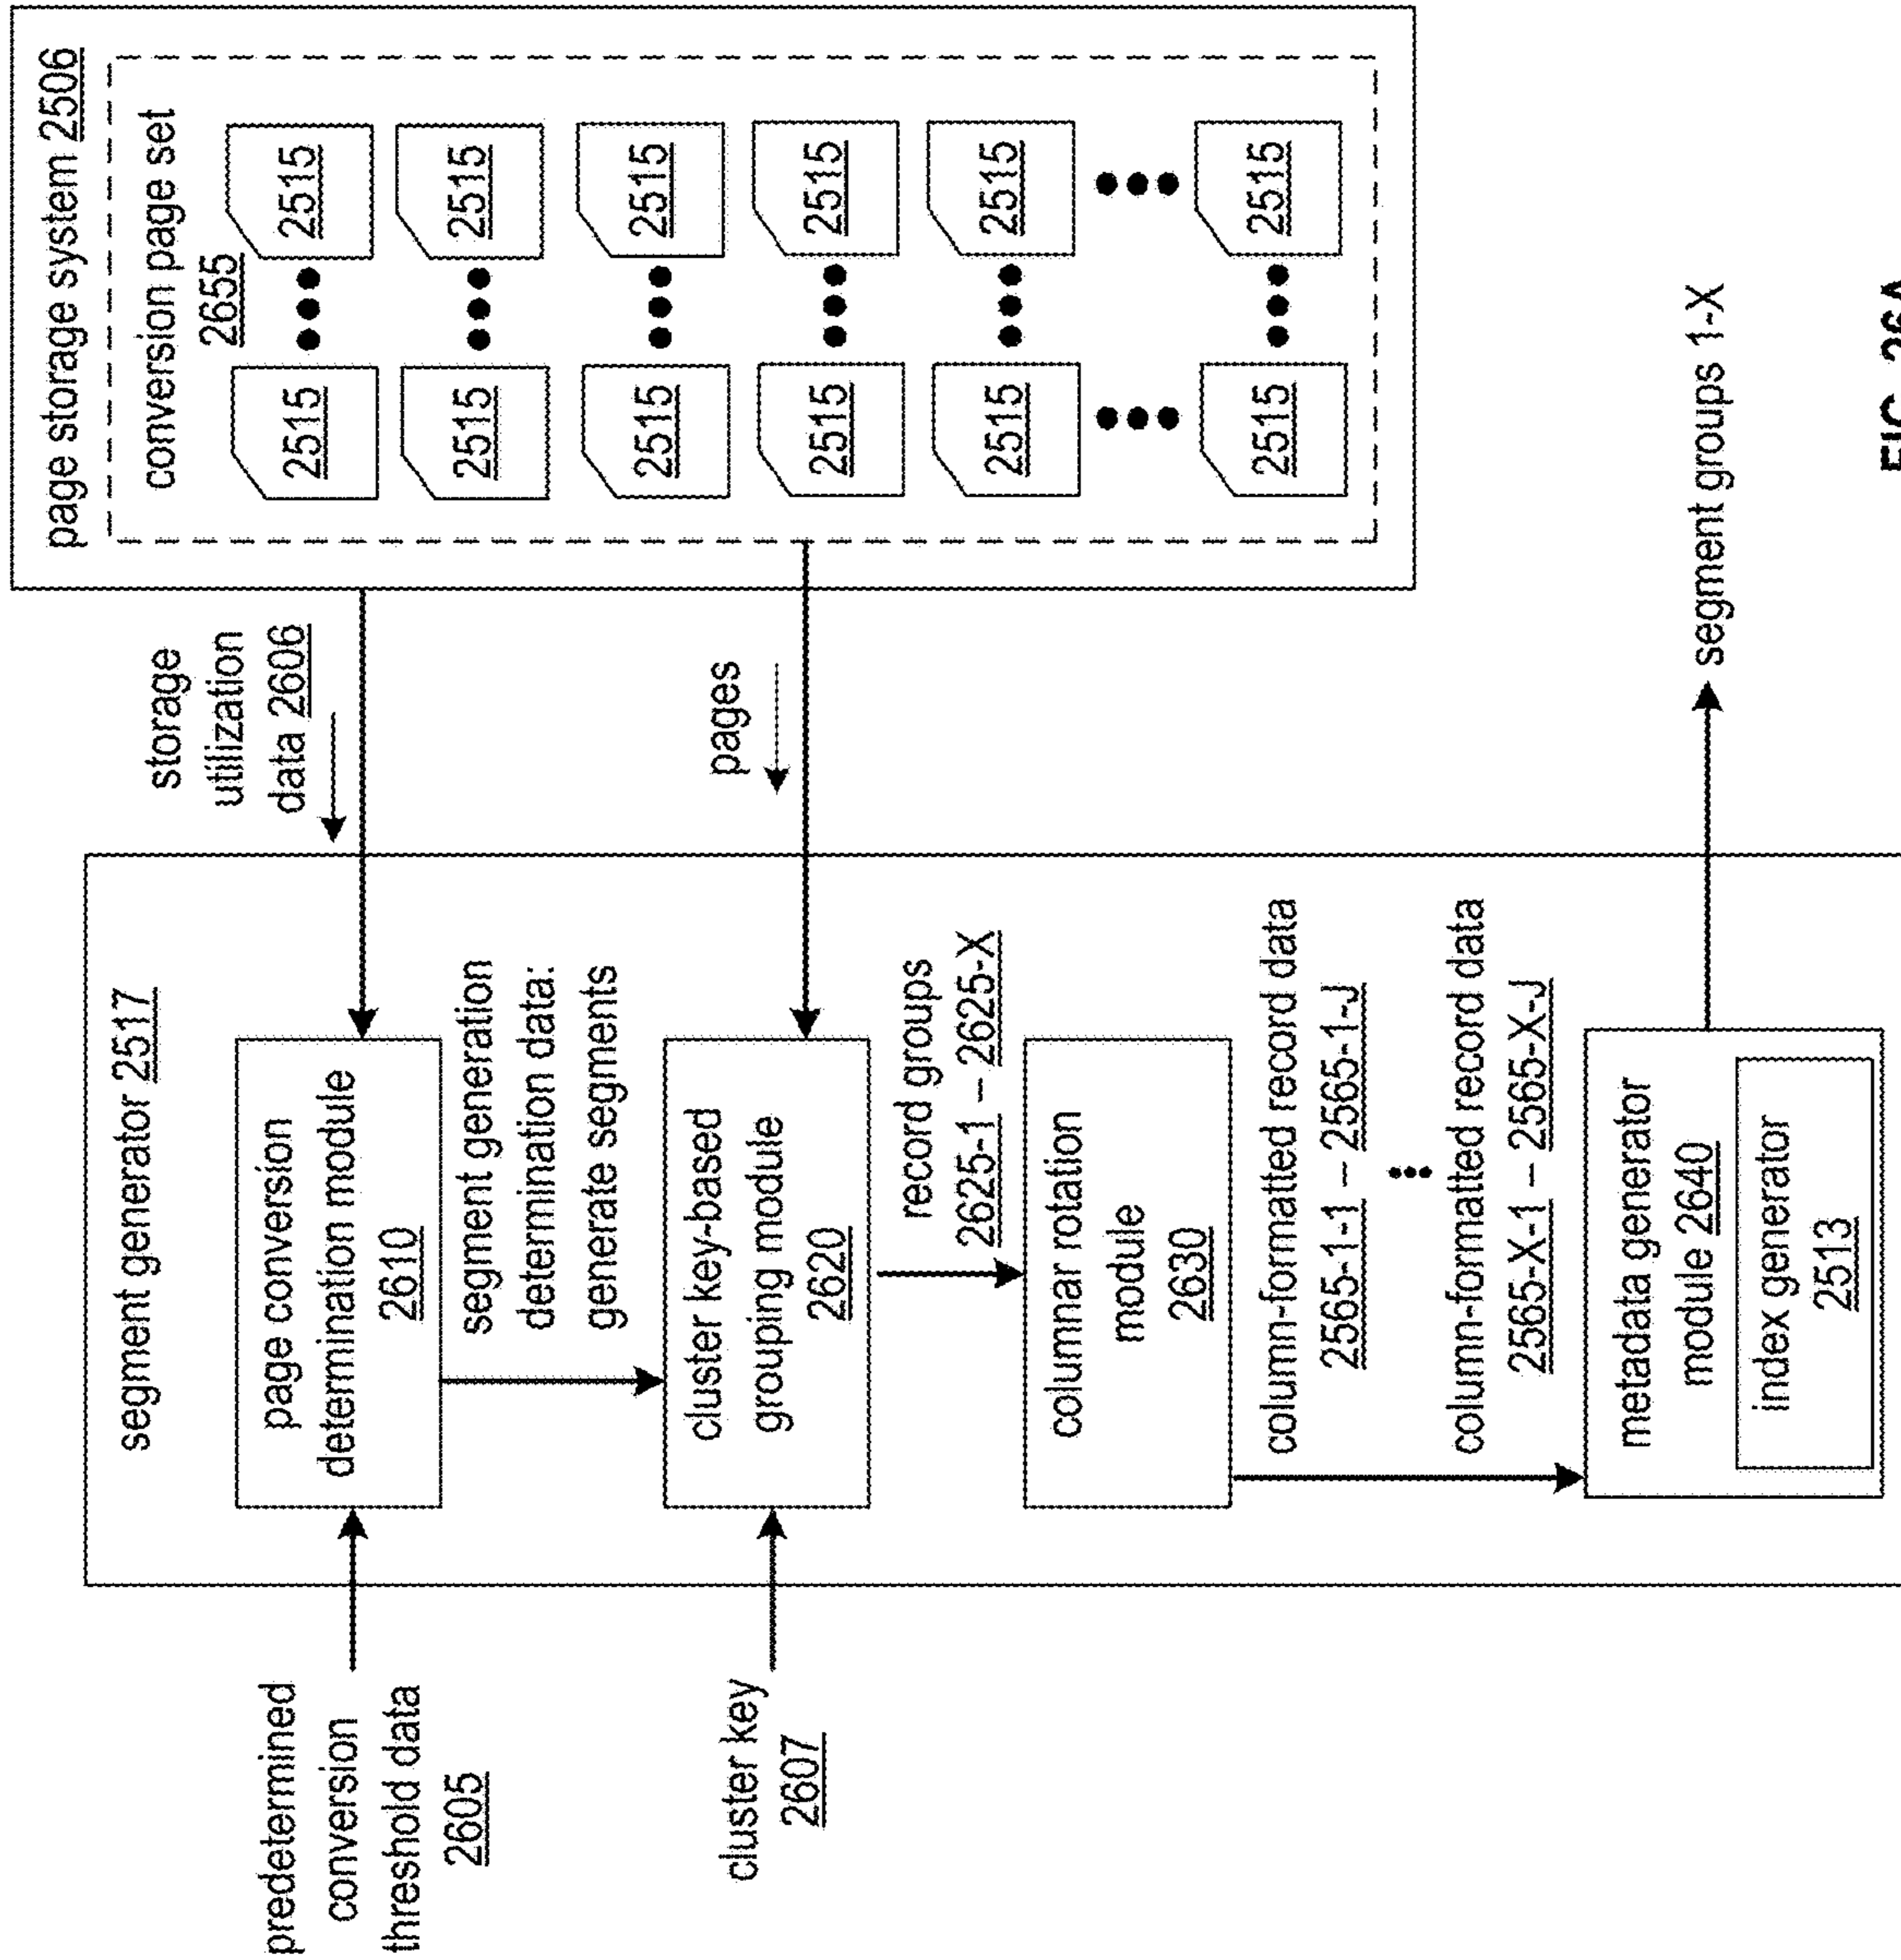 page storage system 2506
conversion page set
2655
2515
2515
2515
2515
2515
2515
2515
2515
2515
2515
2515
2515
storage
utilization
data 2606
pages
segment generator 2517
page conversion
determination module
2610
segment generation
determination data:
generate segments
cluster key-based
grouping module
2620
record groups
2625-1 – 2625-X
columnar rotation
module
2630
column-formatted record data
2565-1-1 – 2565-1-J
column-formatted record data
2565-X-1 – 2565-X-J
metadata generator
module 2640
index generator
2513
predetermined
conversion
threshold data
2605
cluster key
2607
segment groups 1-X
FIG. 26A